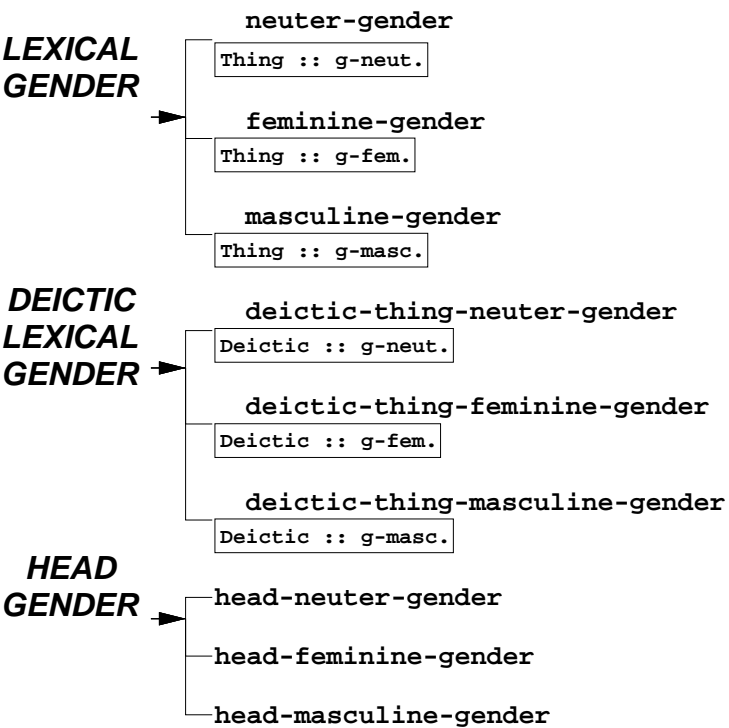 LEXICAL
GENDER
neuter-gender
Thing :: g-neut.
feminine-gender
Thing :: g-fem.
masculine-gender
Thing :: g-masc.
DEICTIC
LEXICAL
GENDER
deictic-thing-neuter-gender
Deictic :: g-neut.
deictic-thing-feminine-gender
Deictic :: g-fem.
deictic-thing-masculine-gender
Deictic :: g-masc.
HEAD
GENDER
head-neuter-gender
head-feminine-gender
head-masculine-gender